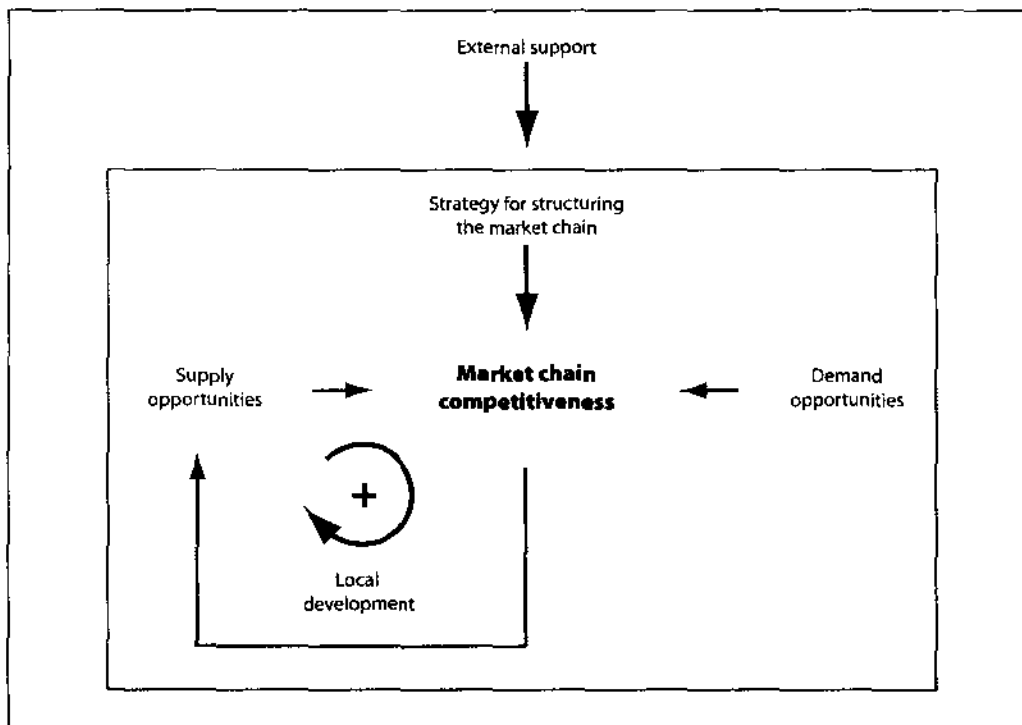 External support
Strategy for structuring
the market chain
Supply
opportunities
Market chain
competitiveness
Demand
opportunities
+
Local
development